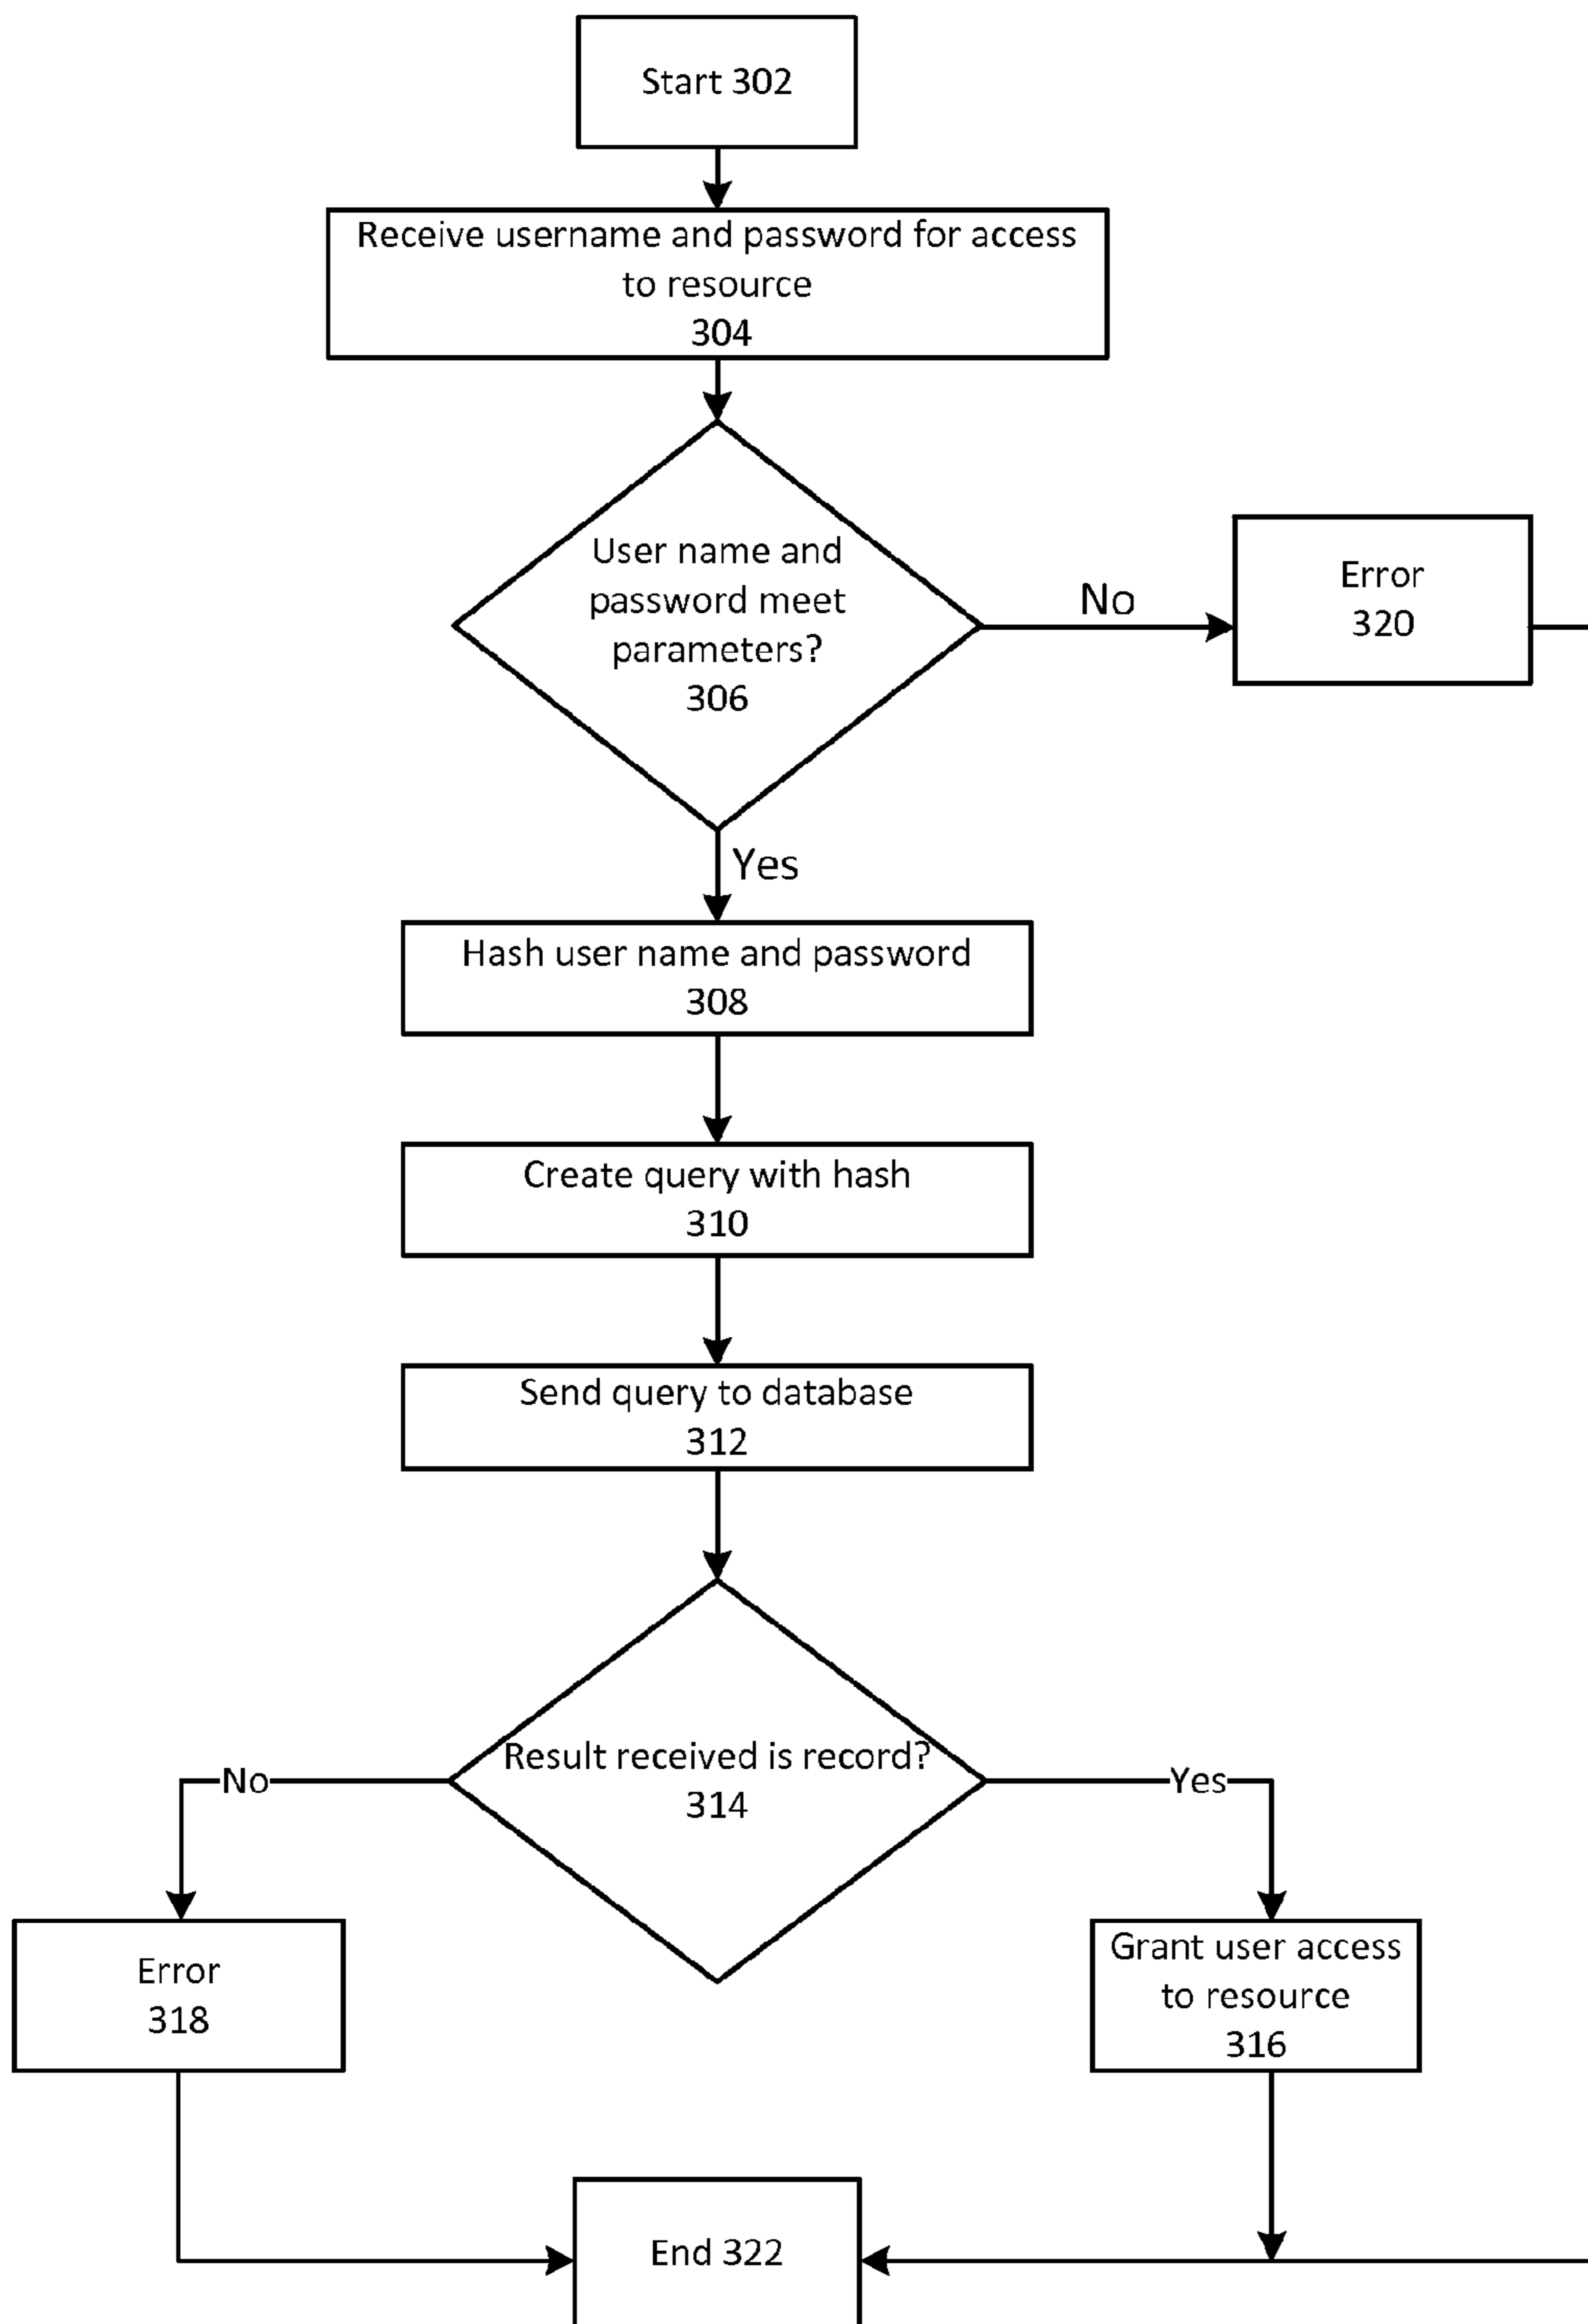 Start 302
Receive username and password for access
to resource
304
User name and
password meet
parameters?
306
No
Error
320
Yes
Hash user name and password
308
Create query with hash
310
Send query to database
312
Result received is record?
314
No
Yes
Error
318
Grant user access
to resource
316
End 322